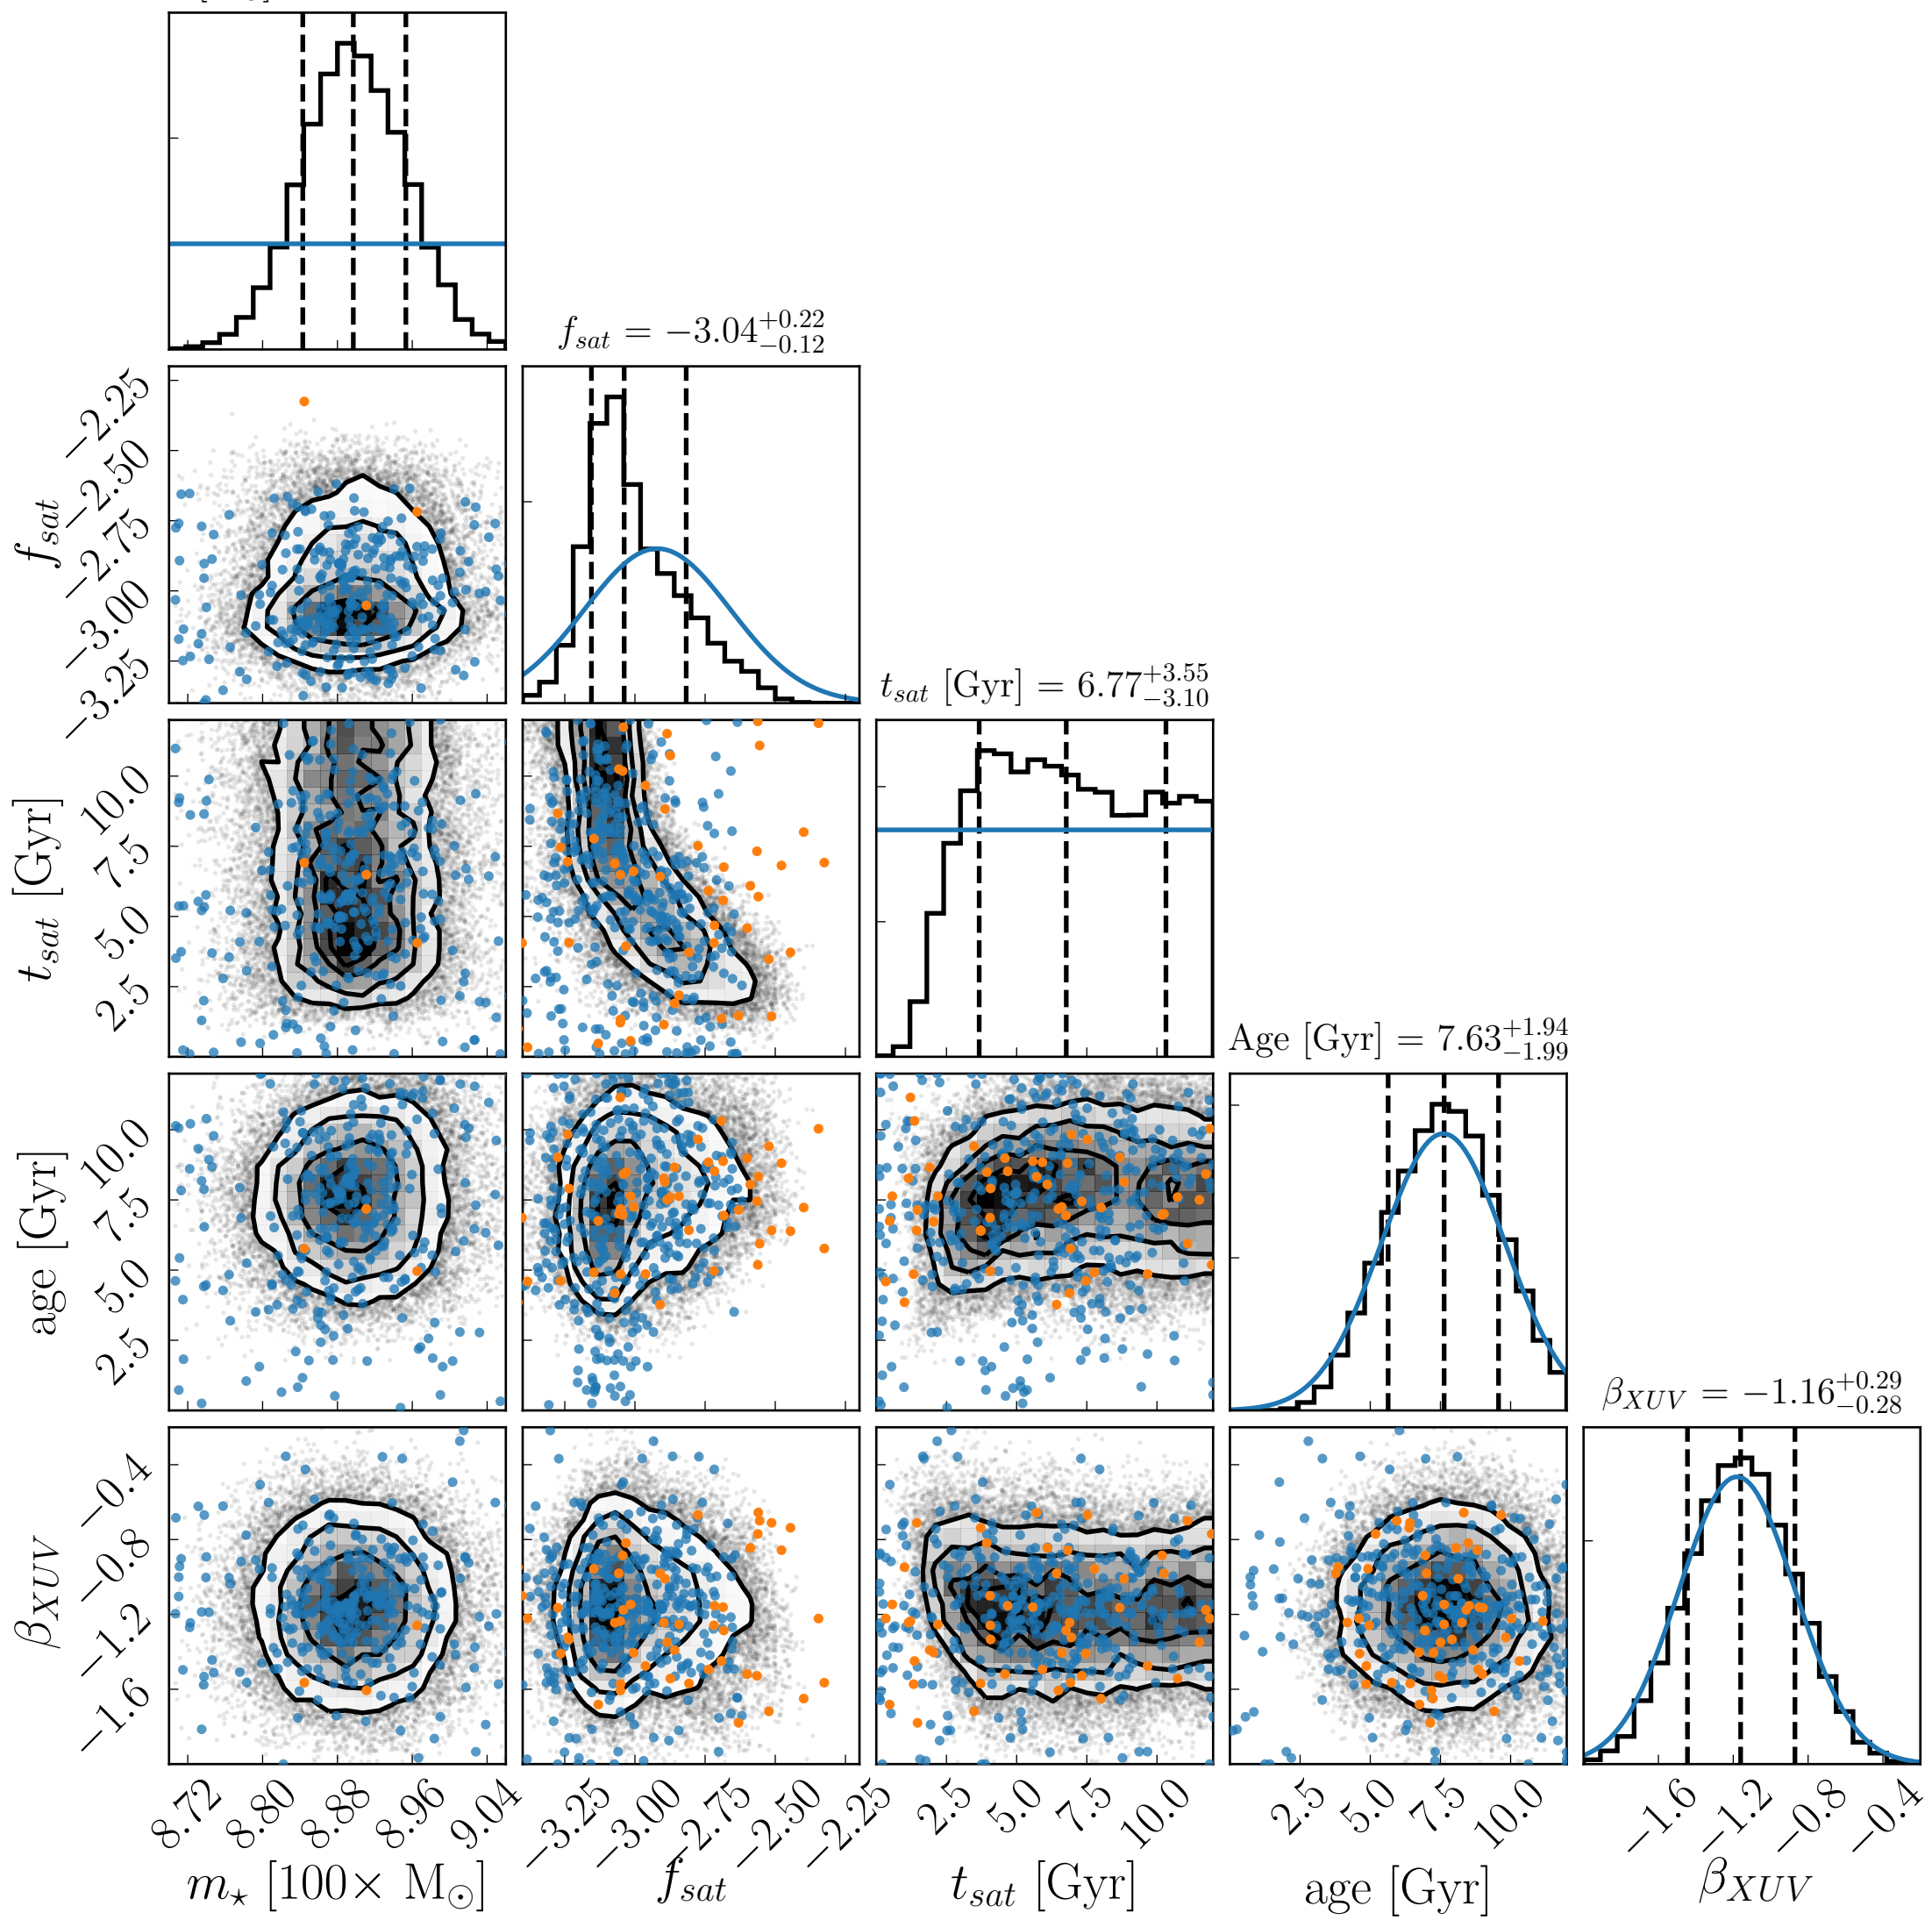 f_sat = −3.04 +0.22 −0.12
t_sat [Gyr] = 6.77 +3.55 −3.10
Age [Gyr] = 7.63 +1.94 −1.99
β_XUV = −1.16 +0.29 −0.28
f_sat
−2.25
−2.50
−2.75
−3.00
−3.25
t_sat [Gyr]
10.0
7.5
5.0
2.5
age [Gyr]
10.0
7.5
5.0
2.5
β_XUV
−0.4
−0.8
−1.2
−1.6
8.72 8.80 8.88 8.96 9.04
−3.25 −3.00 −2.75 −2.50 −2.25
2.5 5.0 7.5 10.0
2.5 5.0 7.5 10.0
−1.6 −1.2 −0.8 −0.4
m⋆ [100× M⊙]
f_sat
t_sat [Gyr]
age [Gyr]
β_XUV